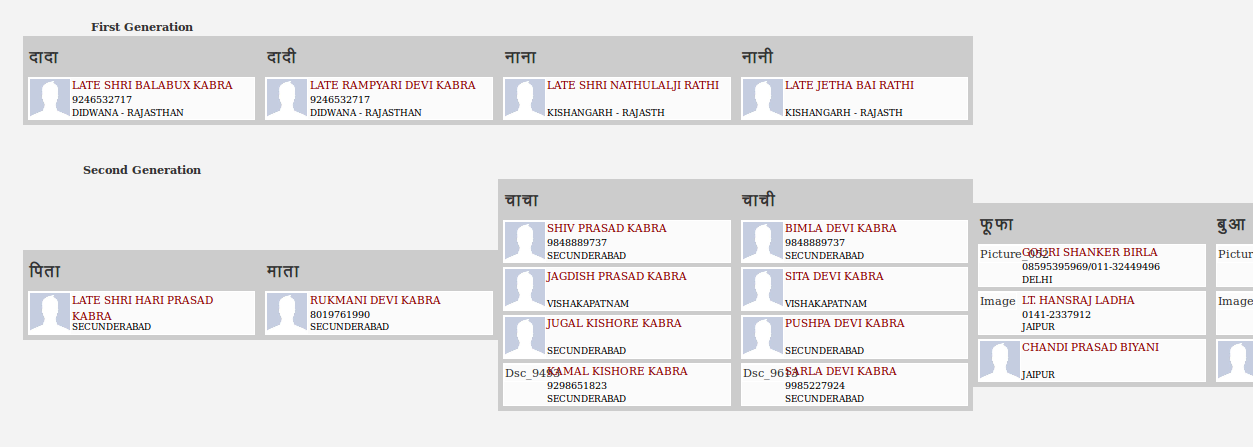 First Generation
दादा
दादी
नाना
नानी
LATE SHRI BALABUX KABRA
9246532717
DIDWANA - RAJASTHAN
LATE RAMPYARI DEVI KABRA
9246532717
DIDWANA - RAJASTHAN
LATE SHRI NATHULALJI RATHI
KISHANGARH - RAJASTH
LATE JETHA BAI RATHI
KISHANGARH - RAJASTH
Second Generation
पिता
माता
LATE SHRI HARI PRASAD
KABRA
SECUNDERABAD
RUKMANI DEVI KABRA
8019761990
SECUNDERABAD
चाचा
चाची
SHIV PRASAD KABRA
9848889737
SECUNDERABAD
BIMLA DEVI KABRA
9848889737
SECUNDERABAD
JAGDISH PRASAD KABRA
VISHAKAPATNAM
SITA DEVI KABRA
VISHAKAPATNAM
JUGAL KISHORE KABRA
SECUNDERABAD
PUSHPA DEVI KABRA
SECUNDERABAD
KAMAL KISHORE KABRA
9298651823
SECUNDERABAD
SARLA DEVI KABRA
9985227924
SECUNDERABAD
फूफा
बुआ
GOURI SHANKER BIRLA
08595395969/011-32449496
DELHI
Image
LT. HANSRAJ LADHA
0141-2337912
JAIPUR
Image
CHANDI PRASAD BIYANI
JAIPUR